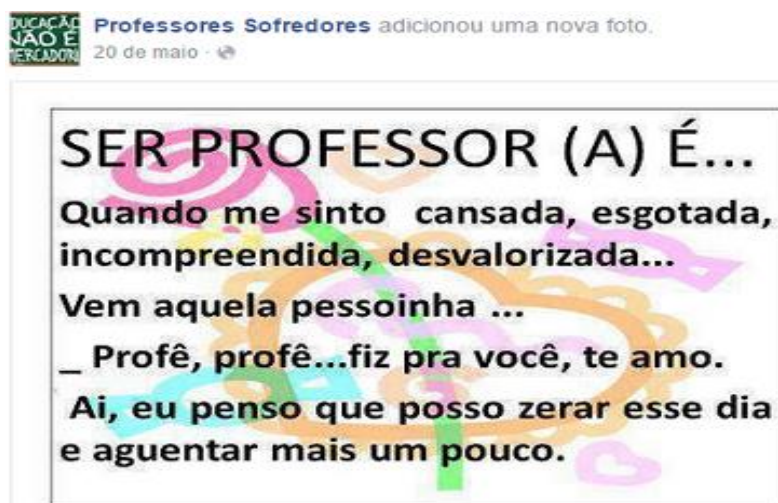 DUCAÇÃO
NÃO É
MERCADORI
Professores Sofredores adicionou uma nova foto.
20 de maio ·
SER PROFESSOR (A) É...
Quando me sinto cansada, esgotada,
incompreendida, desvalorizada...
Vem aquela pessoinha ...
_ Profê, profê...fiz pra você, te amo.
Ai, eu penso que posso zerar esse dia
e aguentar mais um pouco.